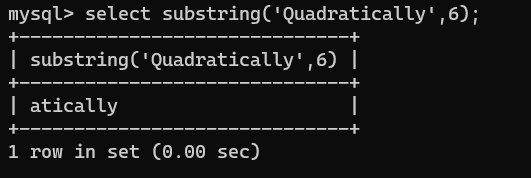 mysql> select substring('Quadratically',6);
+------------------------------+
| substring('Quadratically',6) |
+------------------------------+
| atically                     |
+------------------------------+
1 row in set (0.00 sec)